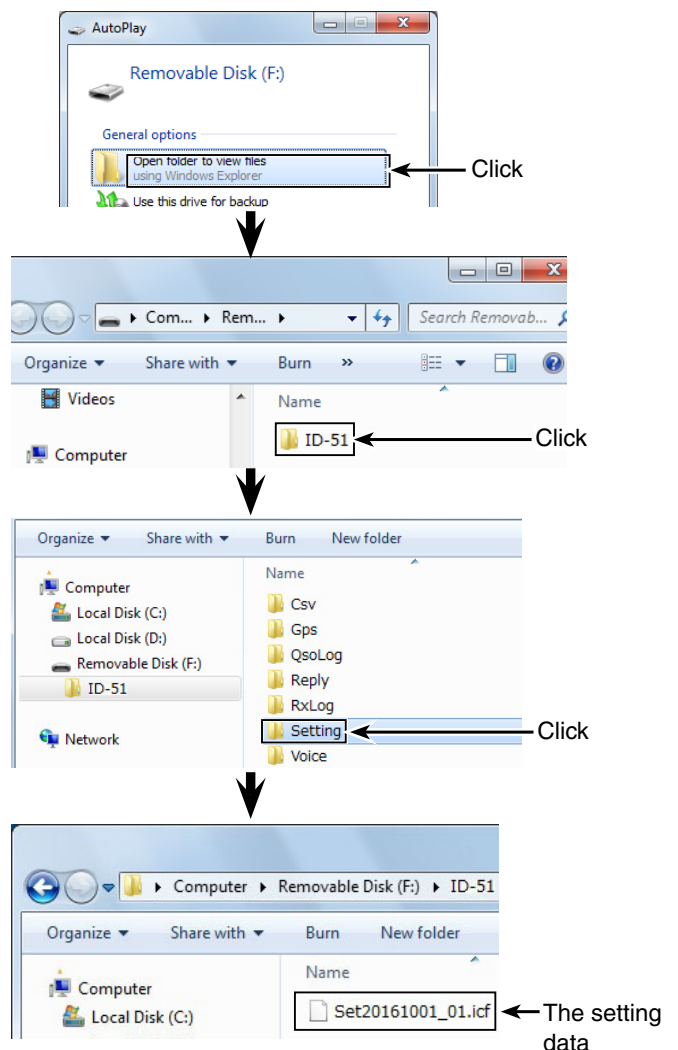 AutoPlay
Removable Disk (F:)
General options
Open folder to view files
using Windows Explorer
Click
Use this drive for backup
Com... Rem...
Search Removab...
Organize Share with Burn »
Videos
Name
ID-51
Click
Computer
Organize Share with Burn New folder
Name
Computer
Csv
Local Disk (C:)
Gps
Local Disk (D:)
QsoLog
Removable Disk (F:)
Reply
ID-51
RxLog
Setting
Click
Network
Voice
Computer Removable Disk (F:) ID-51
Organize Share with Burn New folder
Name
Computer
Set20161001_01.icf
The setting
Local Disk (C:)
data